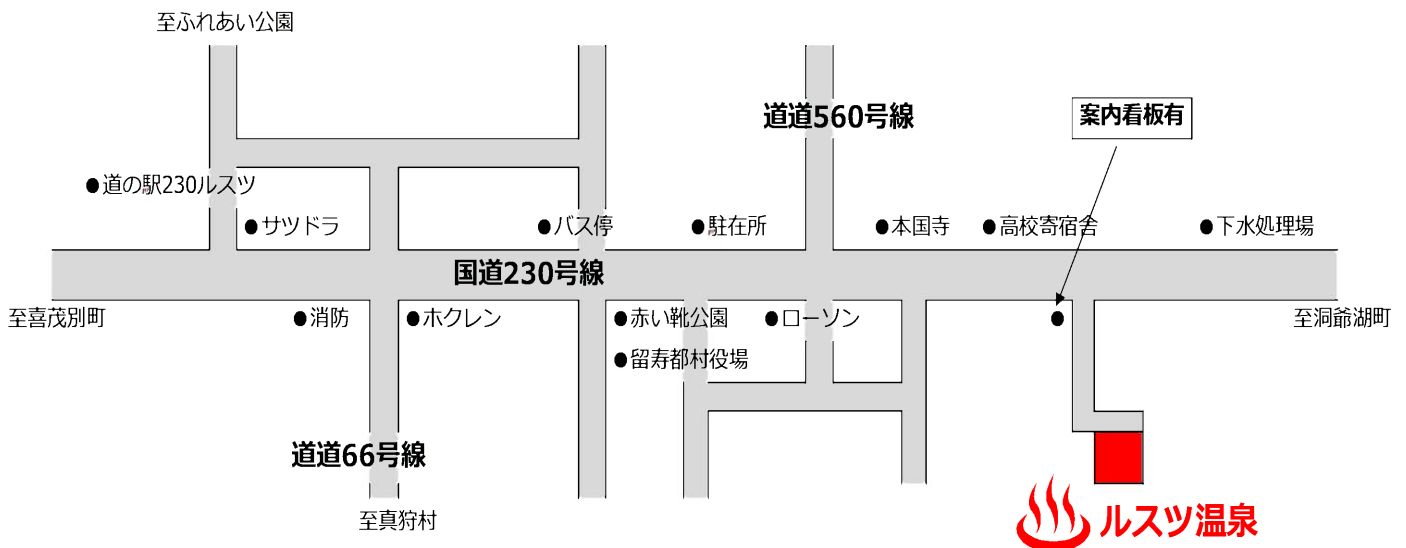 至ふれあい公園
道道560号線
案内看板有
●道の駅230ルスツ
●サツドラ
●バス停
●駐在所
●本国寺
●高校寄宿舎
●下水処理場
国道230号線
至喜茂別町
●消防
●ホクレン
●赤い靴公園
●ローソン
至洞爺湖町
●留寿都村役場
道道66号線
至真狩村
ルスツ温泉